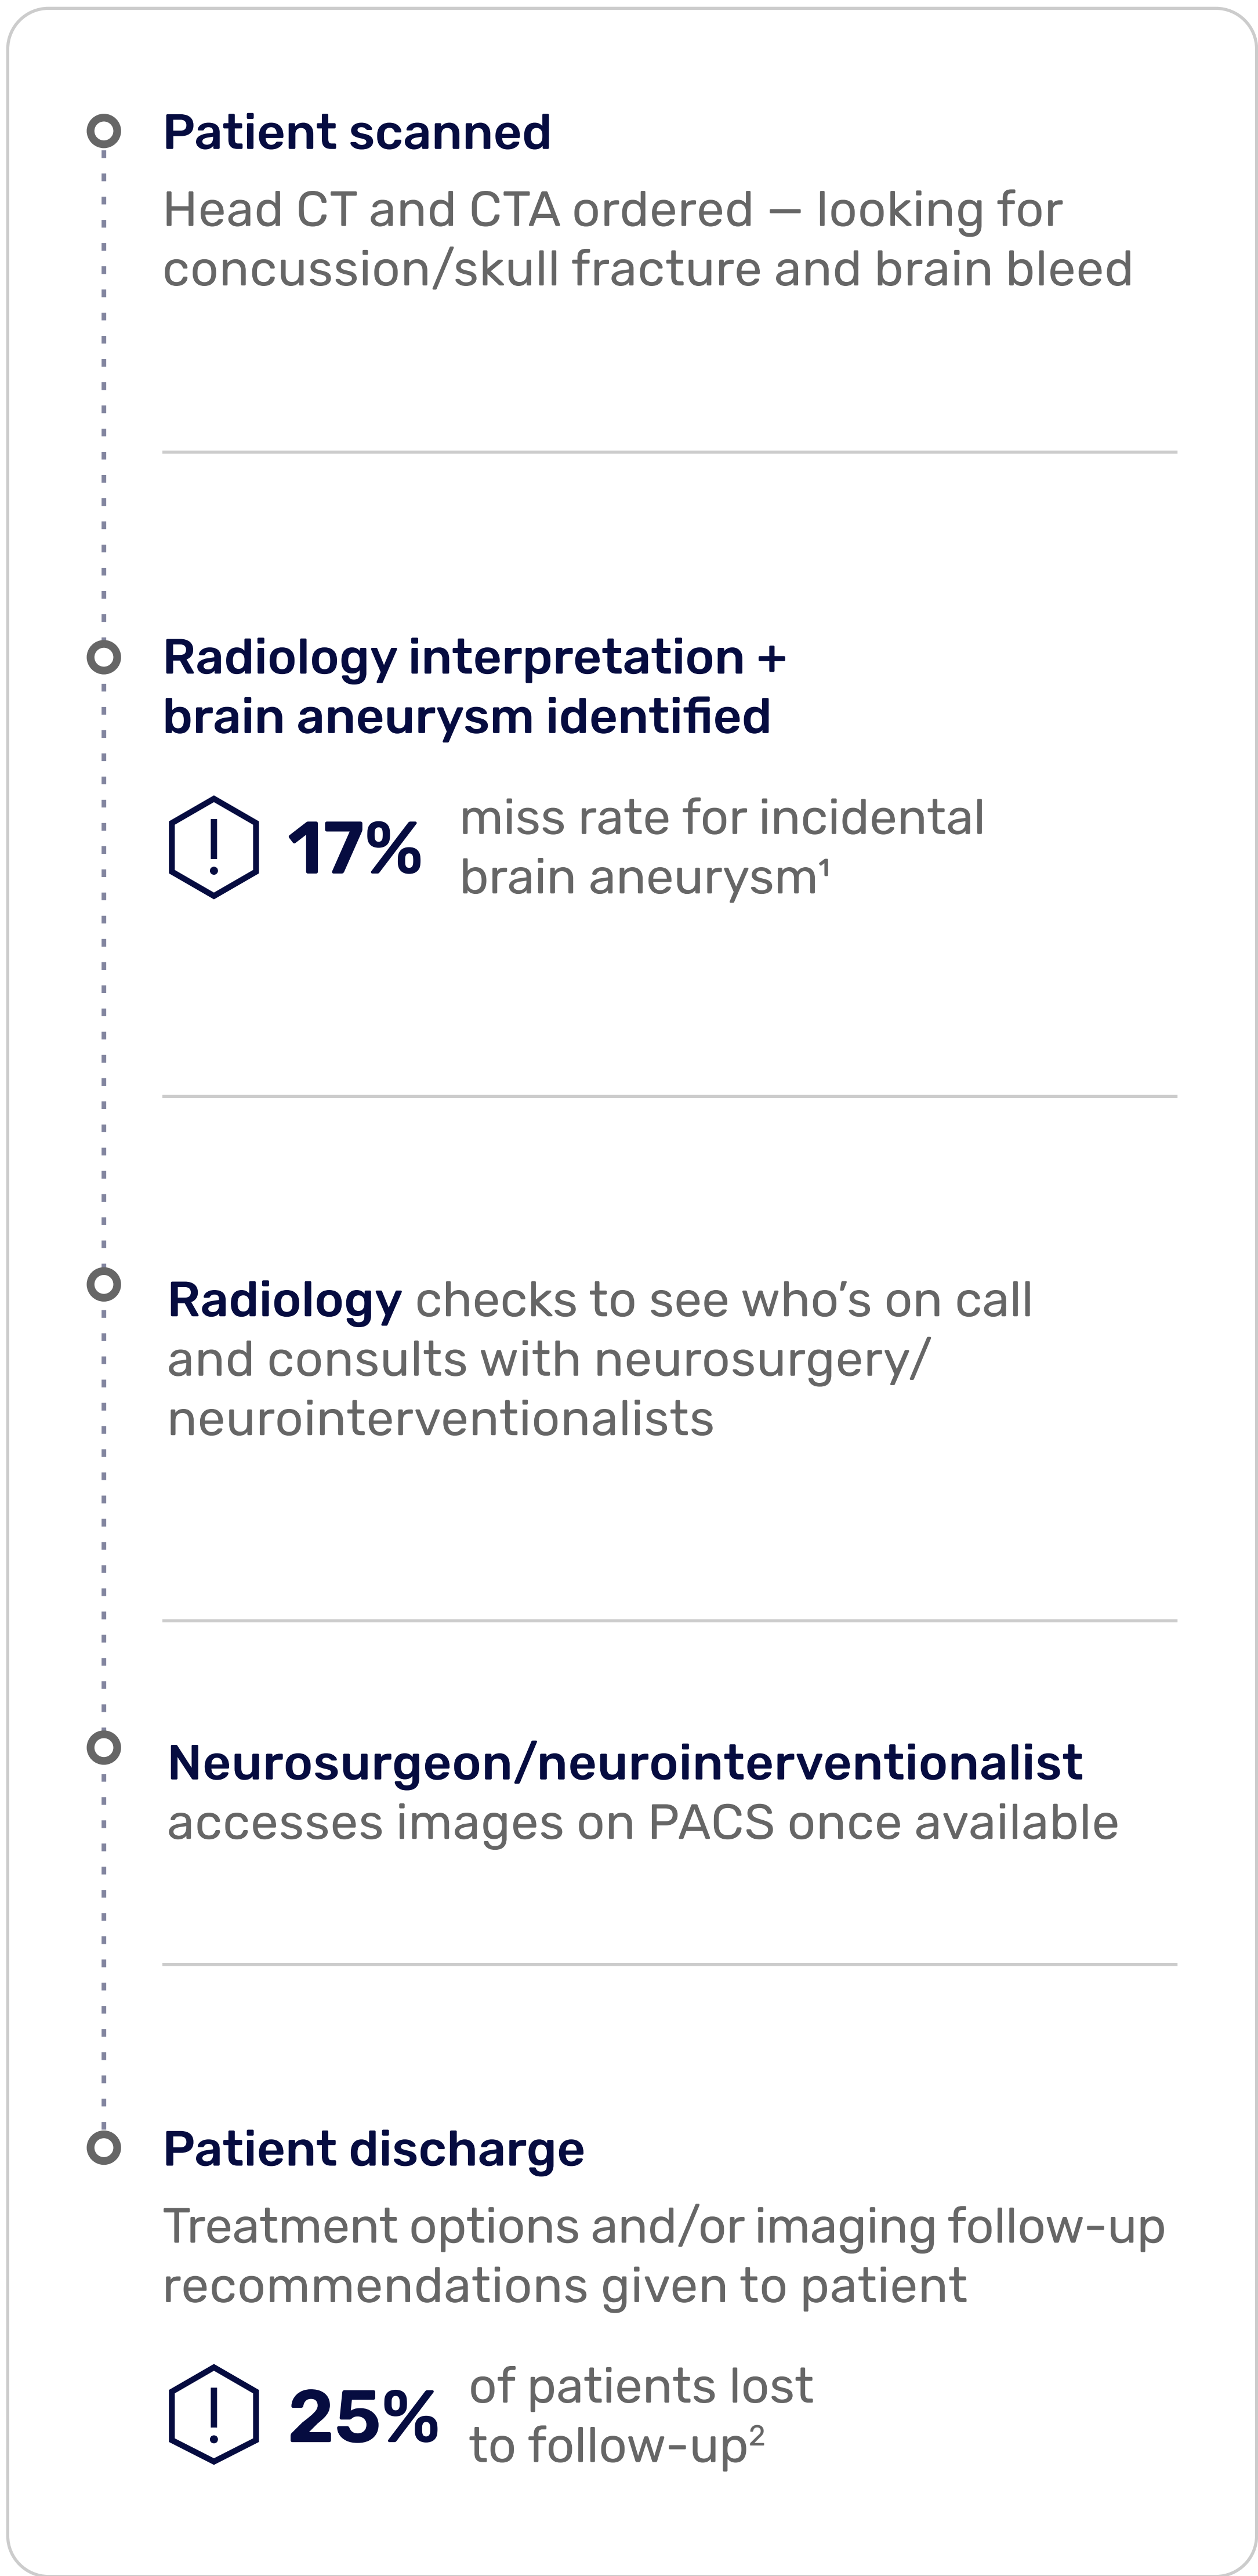 Patient scanned
Head CT and CTA ordered — looking for
concussion/skull fracture and brain bleed
Radiology interpretation +
brain aneurysm identified
! 17% miss rate for incidental
brain aneurysm¹
Radiology checks to see who’s on call
and consults with neurosurgery/
neurointerventionalists
Neurosurgeon/neurointerventionalist
accesses images on PACS once available
Patient discharge
Treatment options and/or imaging follow-up
recommendations given to patient
! 25% of patients lost
to follow-up²